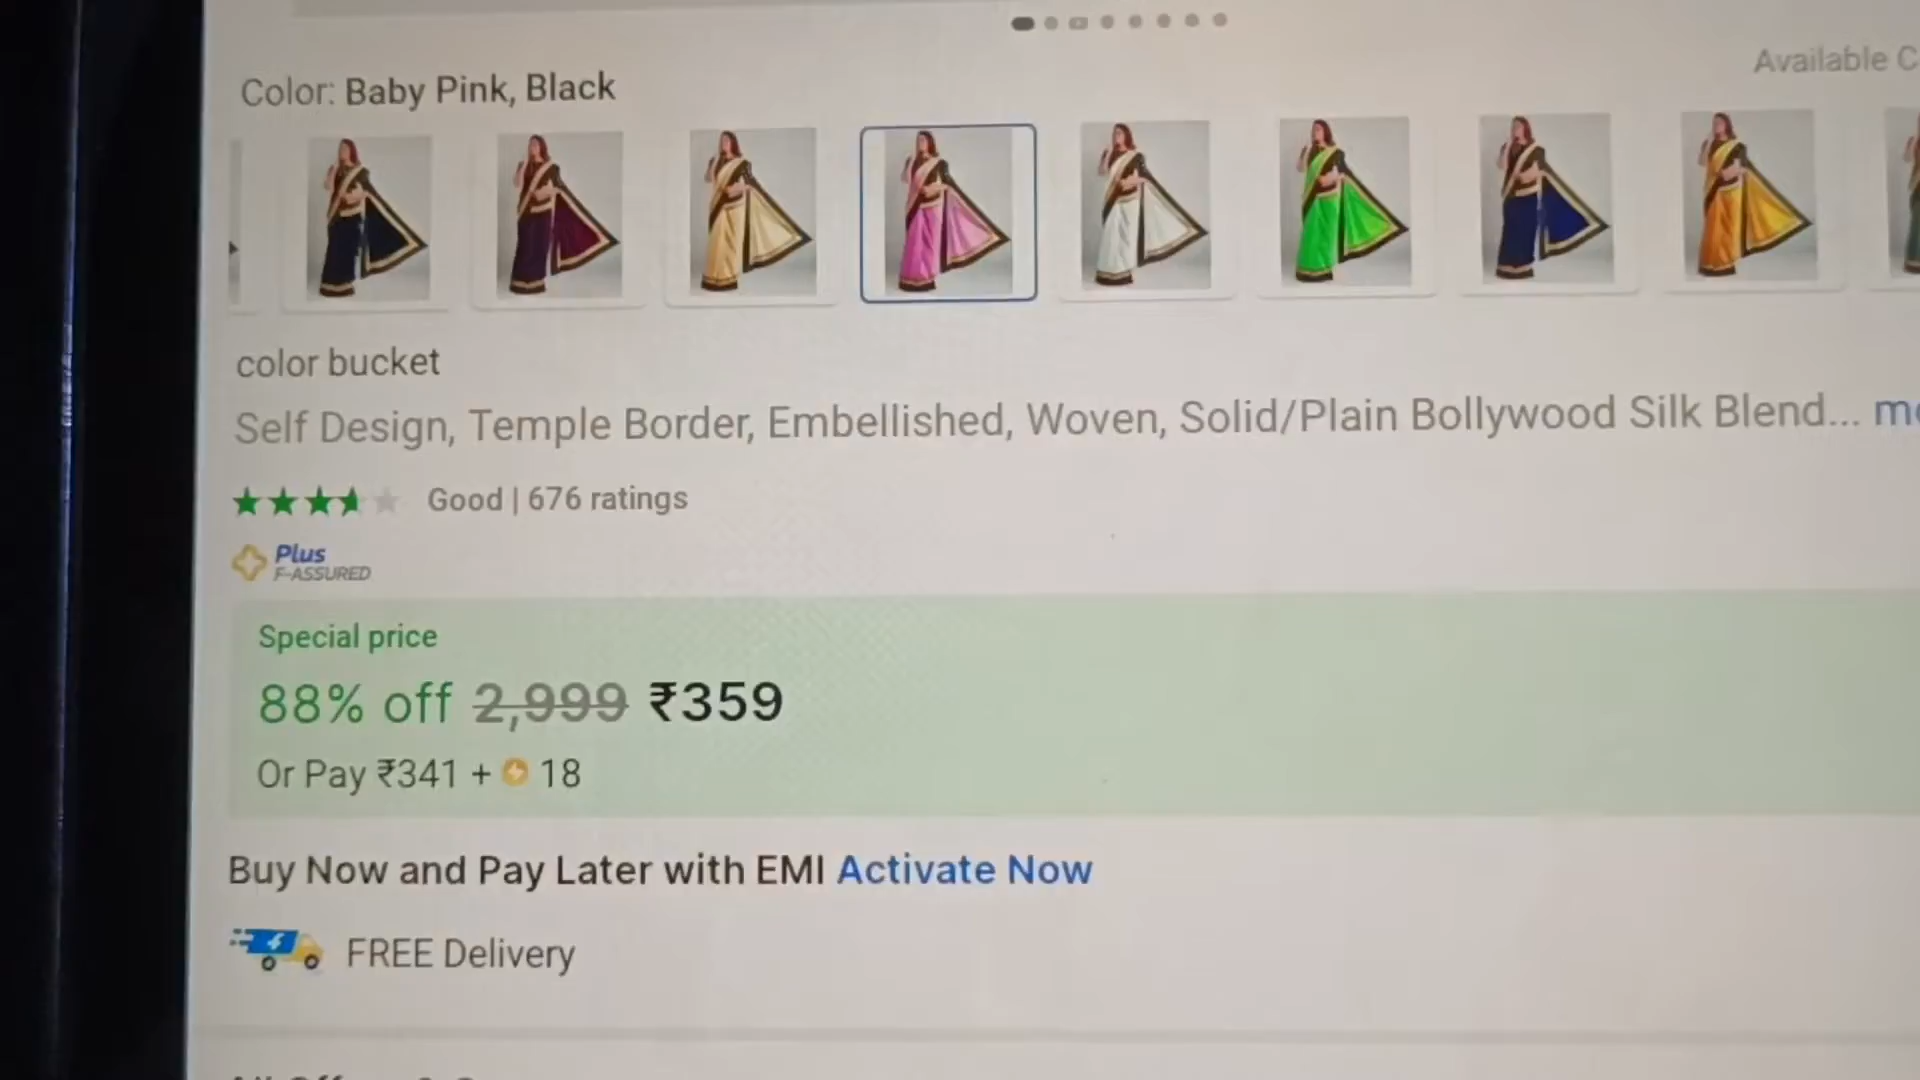 Available
Color: Baby Pink, Black
color bucket
Self Design, Temple Border, Embellished, Woven, Solid/Plain Bollywood Silk Blend...
Good | 676 ratings
Plus
F-ASSURED
Special price
88% off 2,999 ₹359
Or Pay ₹341 + 18
Buy Now and Pay Later with EMI Activate Now
FREE Delivery